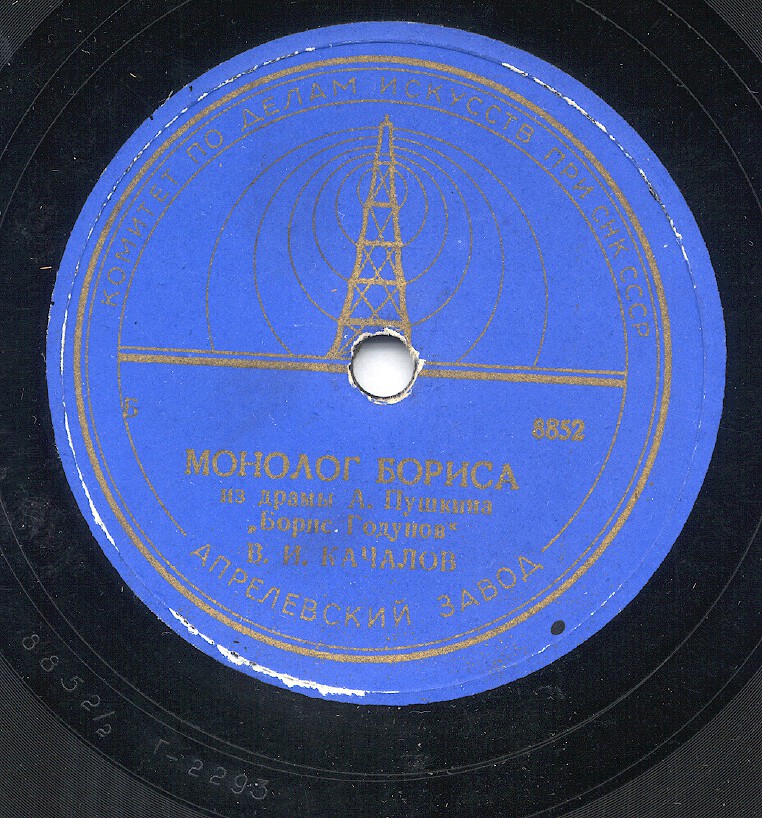 КОМИТЕТ ПО ДЕЛАМ ИСКУССТВ ПРИ СНК СССР
Б 8852
МОНОЛОГ БОРИСА
из драмы А. Пушкина
„Борис Годунов“
В. И. КАЧАЛОВ
АПРЕЛЕВСКИЙ ЗАВОД
8852/2 Г-2293